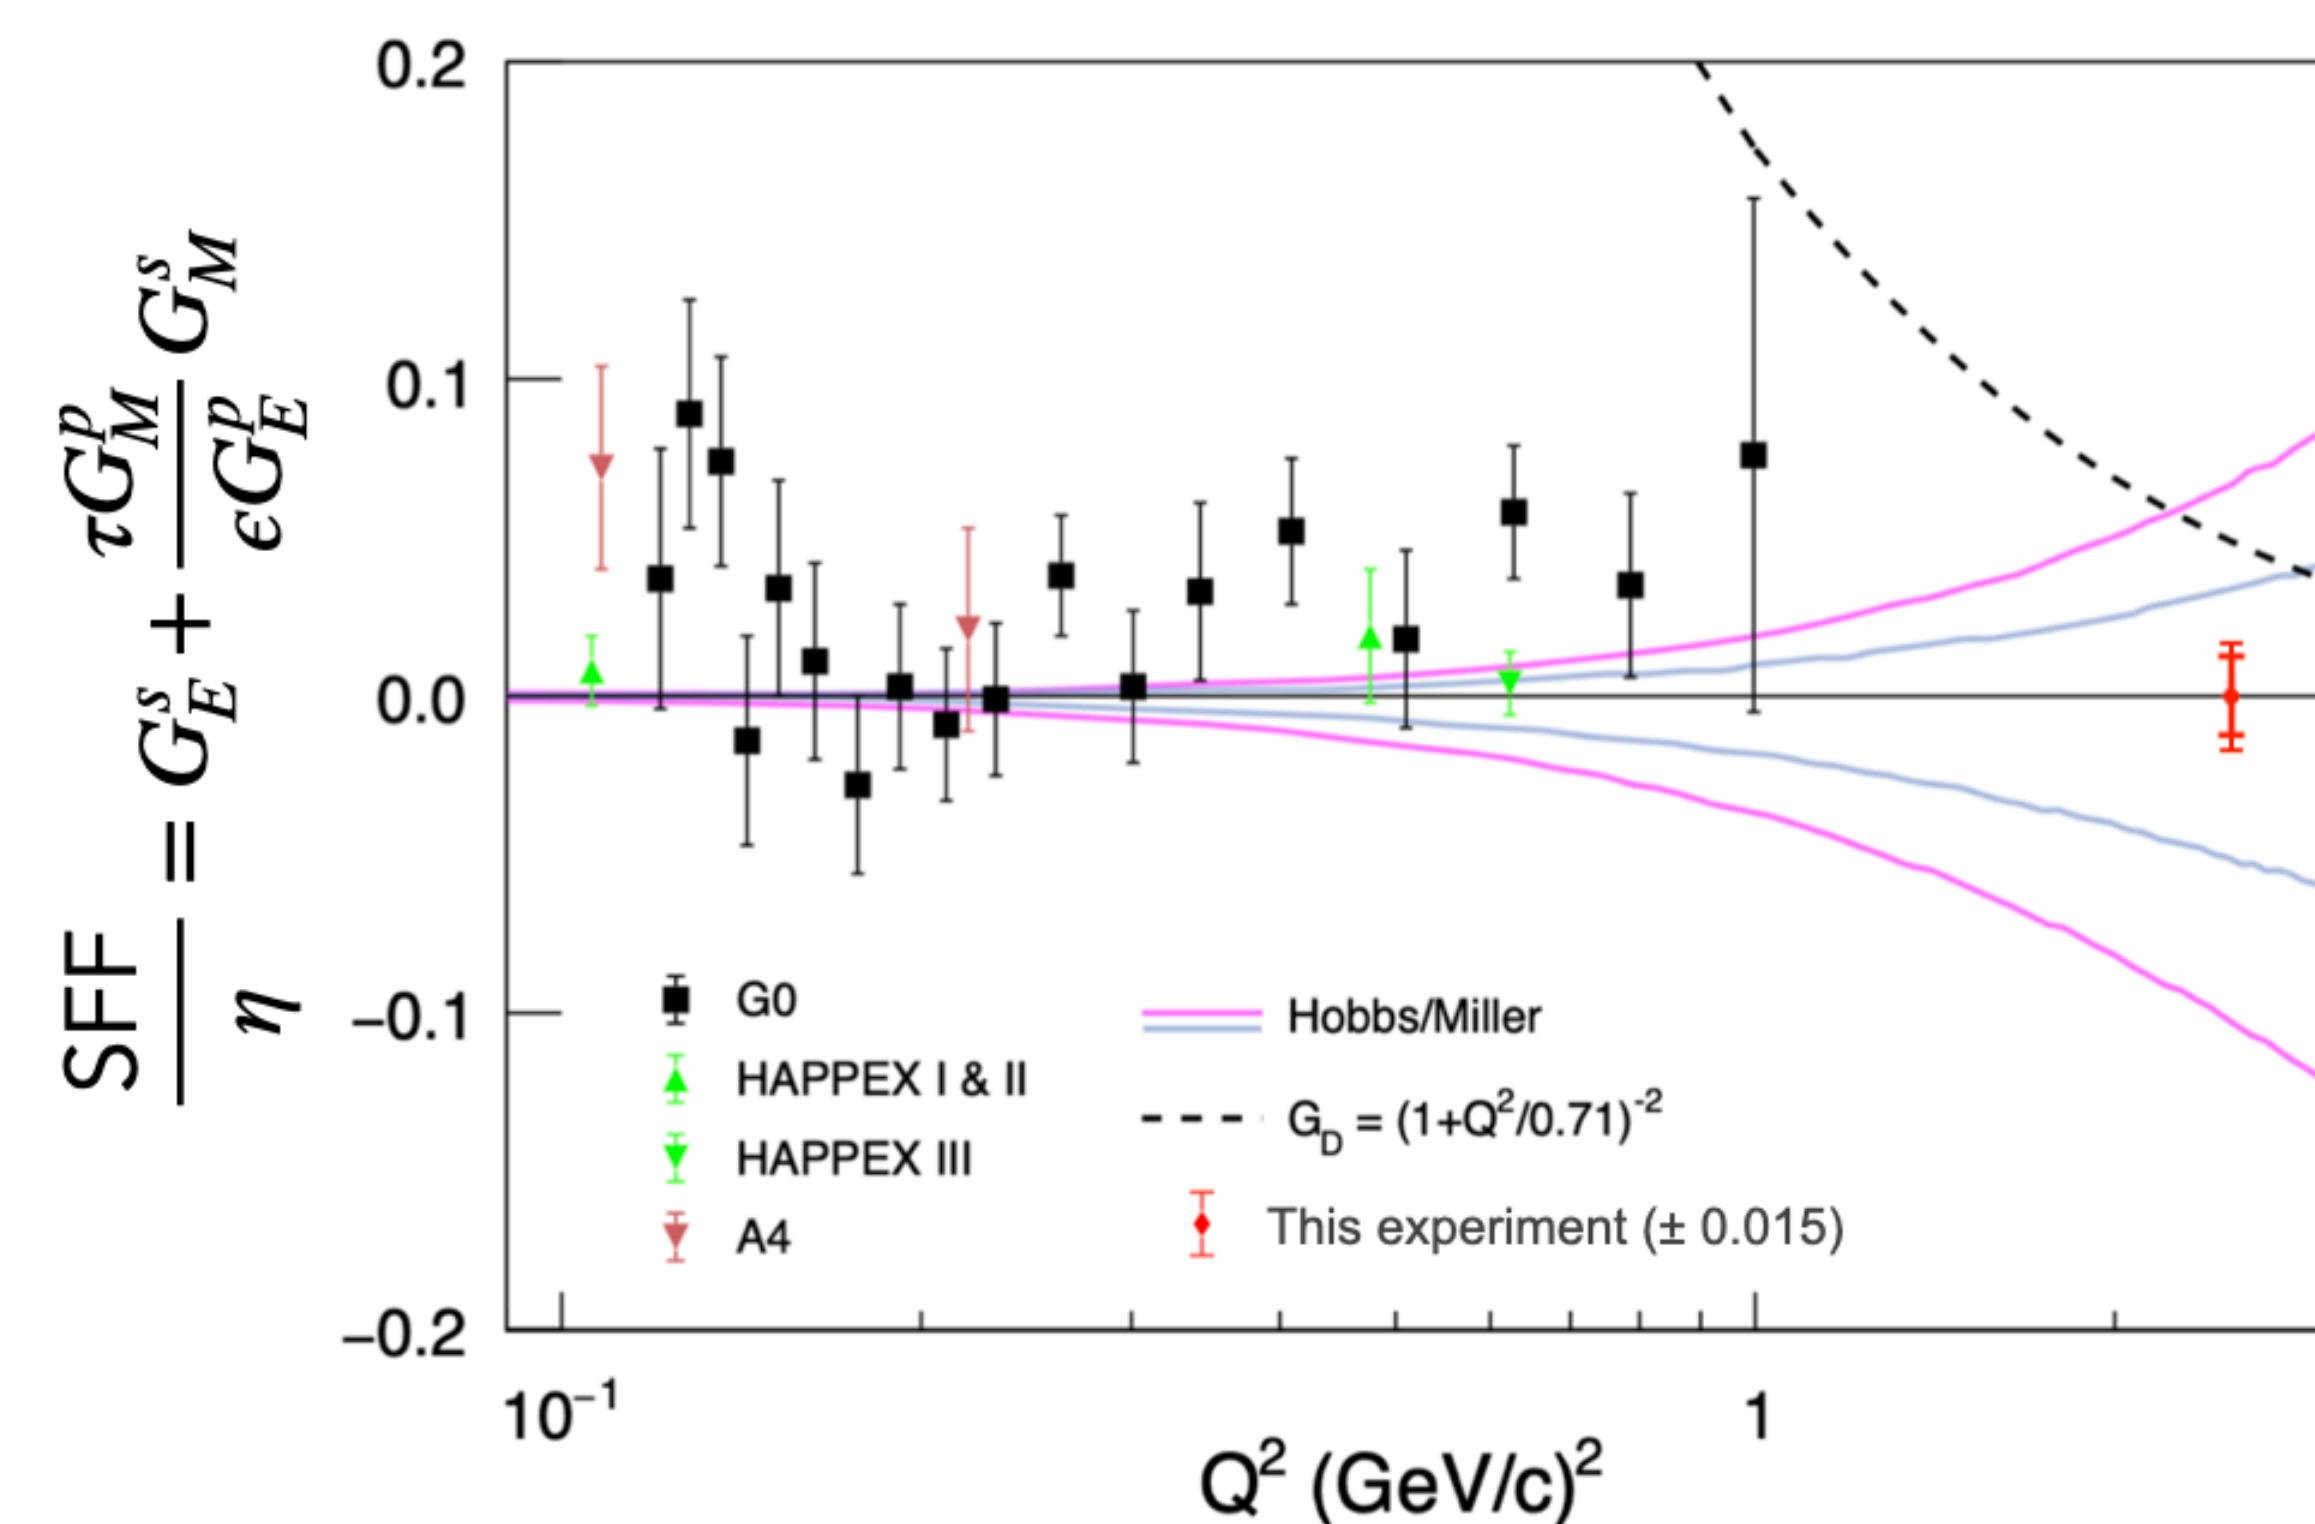 SFF/η = G_E^s + τG_M^p/ϵG_E^p G_M^s
0.2
0.1
0.0
−0.1
−0.2
G0
HAPPEX I & II
HAPPEX III
A4
Hobbs/Miller
G_D = (1+Q²/0.71)⁻²
This experiment (± 0.015)
10⁻¹
1
Q² (GeV/c)²